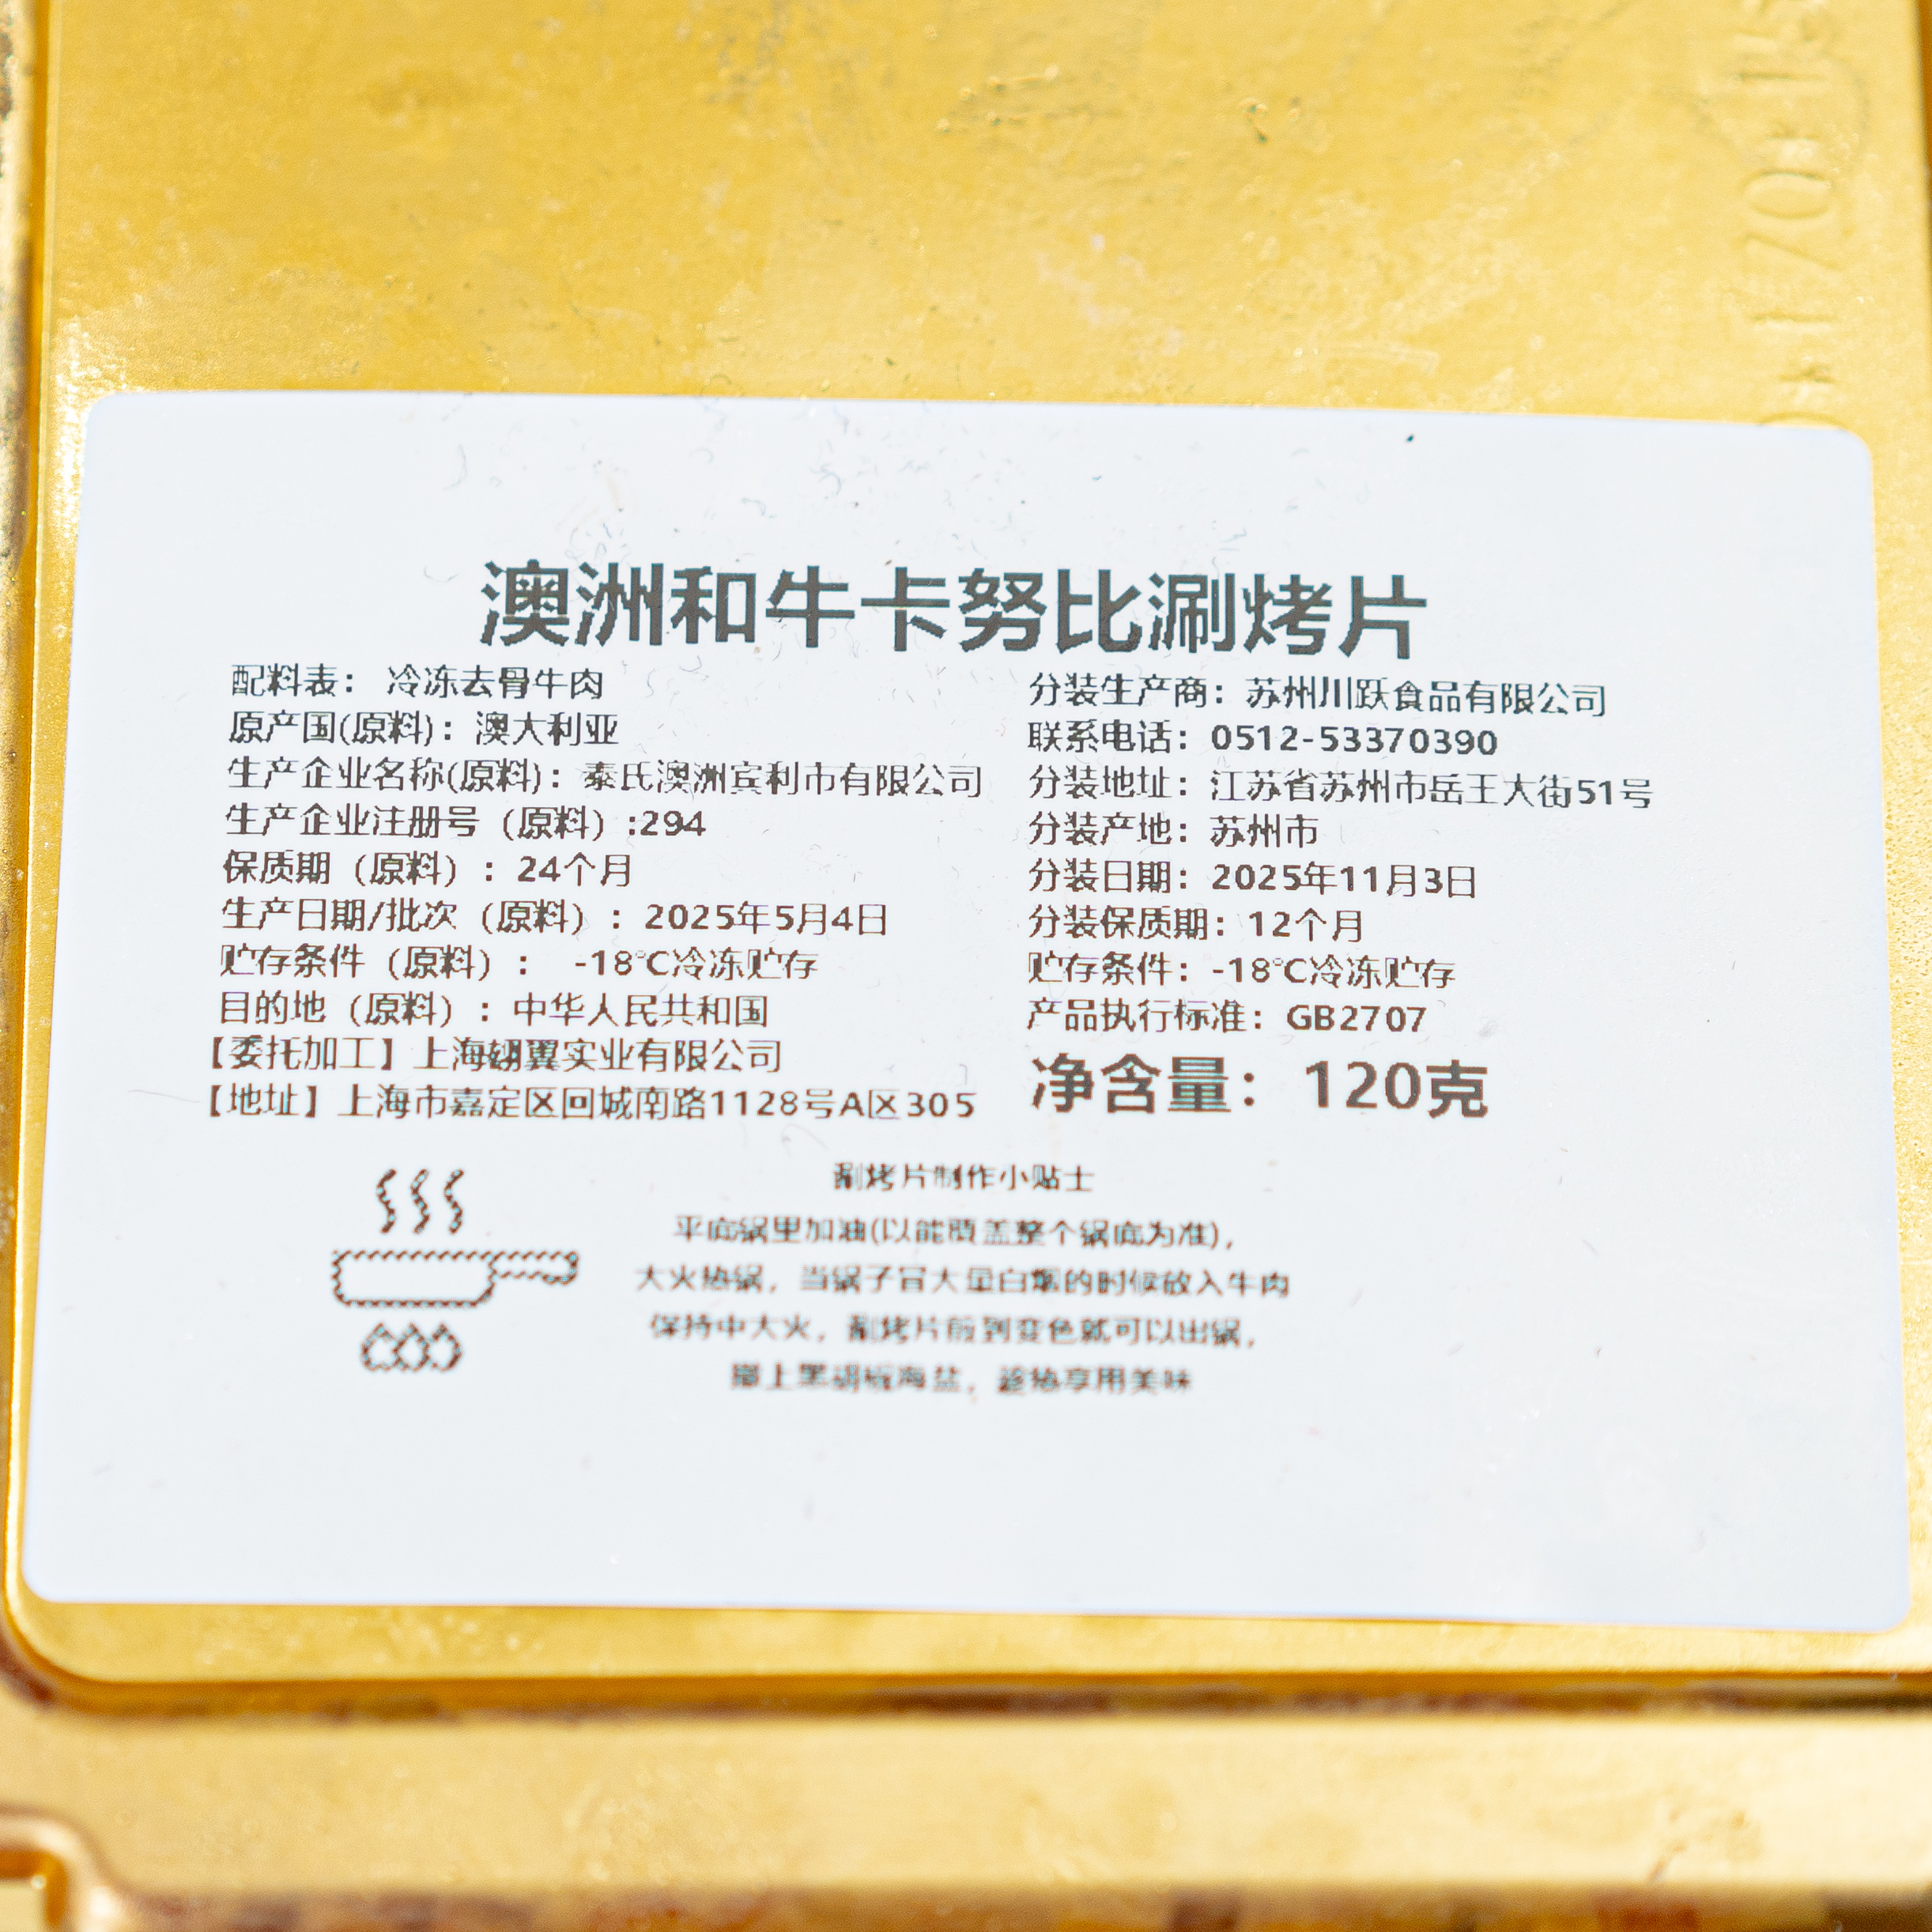 澳洲和牛卡努比涮烤片
配料表： 冷冻去骨牛肉
原产国(原料)：澳大利亚
生产企业名称(原料)：泰氏澳洲宾利市有限公司
生产企业注册号（原料）:294
保质期（原料）：24个月
生产日期/批次（原料）：2025年5月4日
贮存条件（原料）： -18℃冷冻贮存
目的地（原料）：中华人民共和国
【委托加工】上海翃翼实业有限公司
【地址】上海市嘉定区回城南路1128号A区305
分装生产商：苏州川跃食品有限公司
联系电话：0512-53370390
分装地址：江苏省苏州市岳王大街51号
分装产地：苏州市
分装日期：2025年11月3日
分装保质期：12个月
贮存条件：-18℃冷冻贮存
产品执行标准：GB2707
净含量：120克
涮烤片制作小贴士
平底锅里加油(以能覆盖整个锅底为准)，
大火热锅，当锅子冒大量白烟的时候放入牛肉
保持中大火，涮烤片煎到变色就可以出锅，
撒上黑胡椒海盐，趁热享用美味